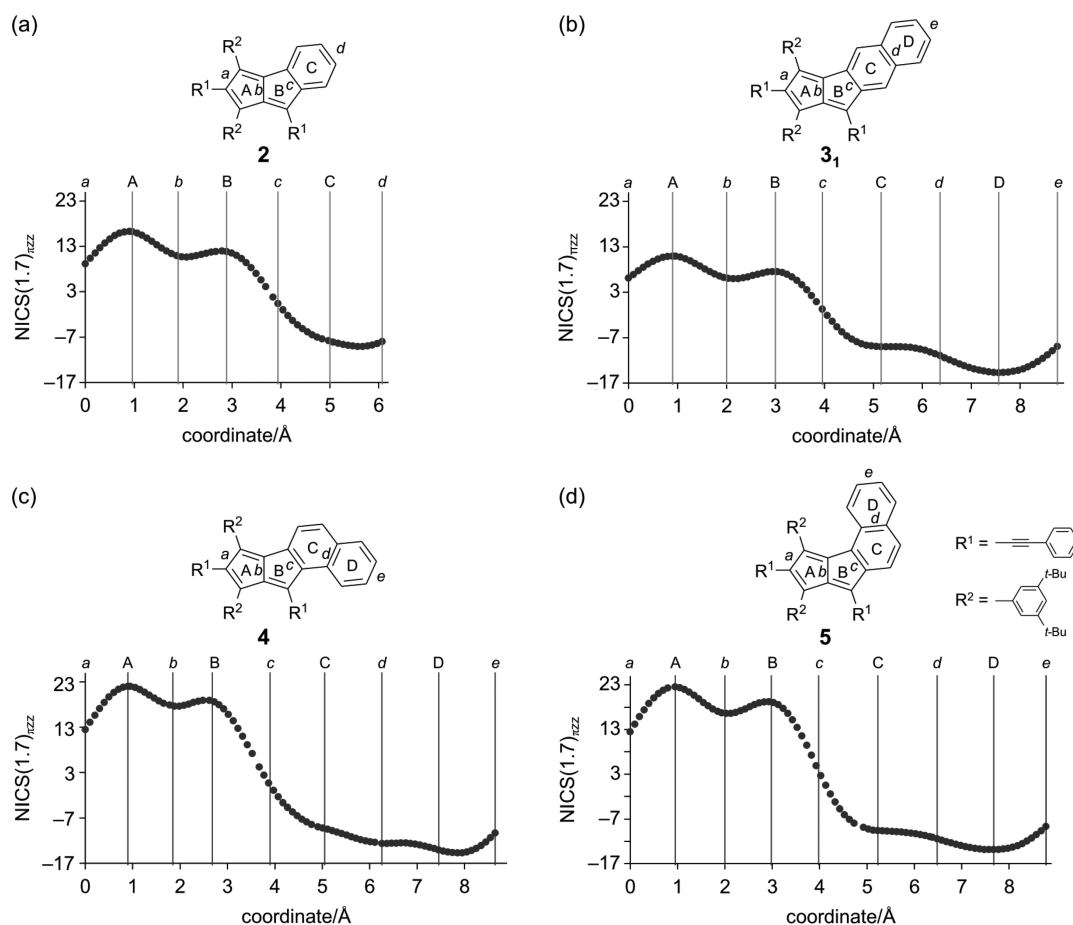 (a)
R² d C a R¹ A b B c R² R¹
2
a A b B c C d
23
13
3
–7
–17
NICS(1.7)πzz
0 1 2 3 4 5 6
coordinate/Å
(b)
e R² D d C a R¹ A b B c R² R¹
3₁
a A b B c C d D e
23
13
3
–7
–17
NICS(1.7)πzz
0 1 2 3 4 5 6 7 8
coordinate/Å
(c)
R² C d a R¹ A b B c D e R² R¹
4
a A b B c C d D e
23
13
3
–7
–17
NICS(1.7)πzz
0 1 2 3 4 5 6 7 8
coordinate/Å
(d)
e D R² d a C R¹ A b B c R² R¹
5
R¹ =
R² = t-Bu t-Bu
a A b B c C d D e
23
13
3
–7
–17
NICS(1.7)πzz
0 1 2 3 4 5 6 7 8
coordinate/Å